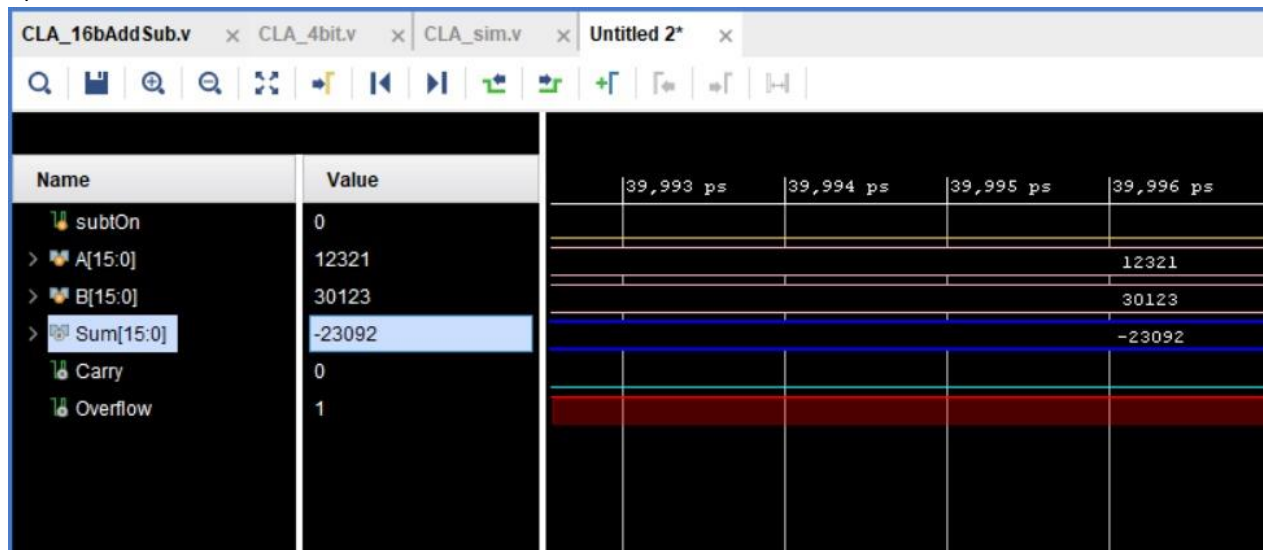 CLA_16bAddSub.v CLA_4bit.v CLA_sim.v Untitled 2*
Name Value 39,993 ps 39,994 ps 39,995 ps 39,996 ps
subtOn 0
A[15:0] 12321 12321
B[15:0] 30123 30123
Sum[15:0] -23092 -23092
Carry 0
Overflow 1